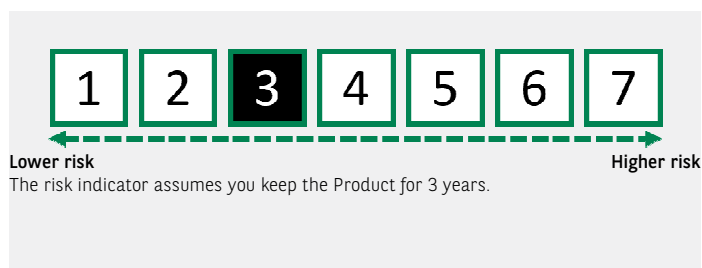 1 2 3 4 5 6 7
Lower risk Higher risk
The risk indicator assumes you keep the Product for 3 years.